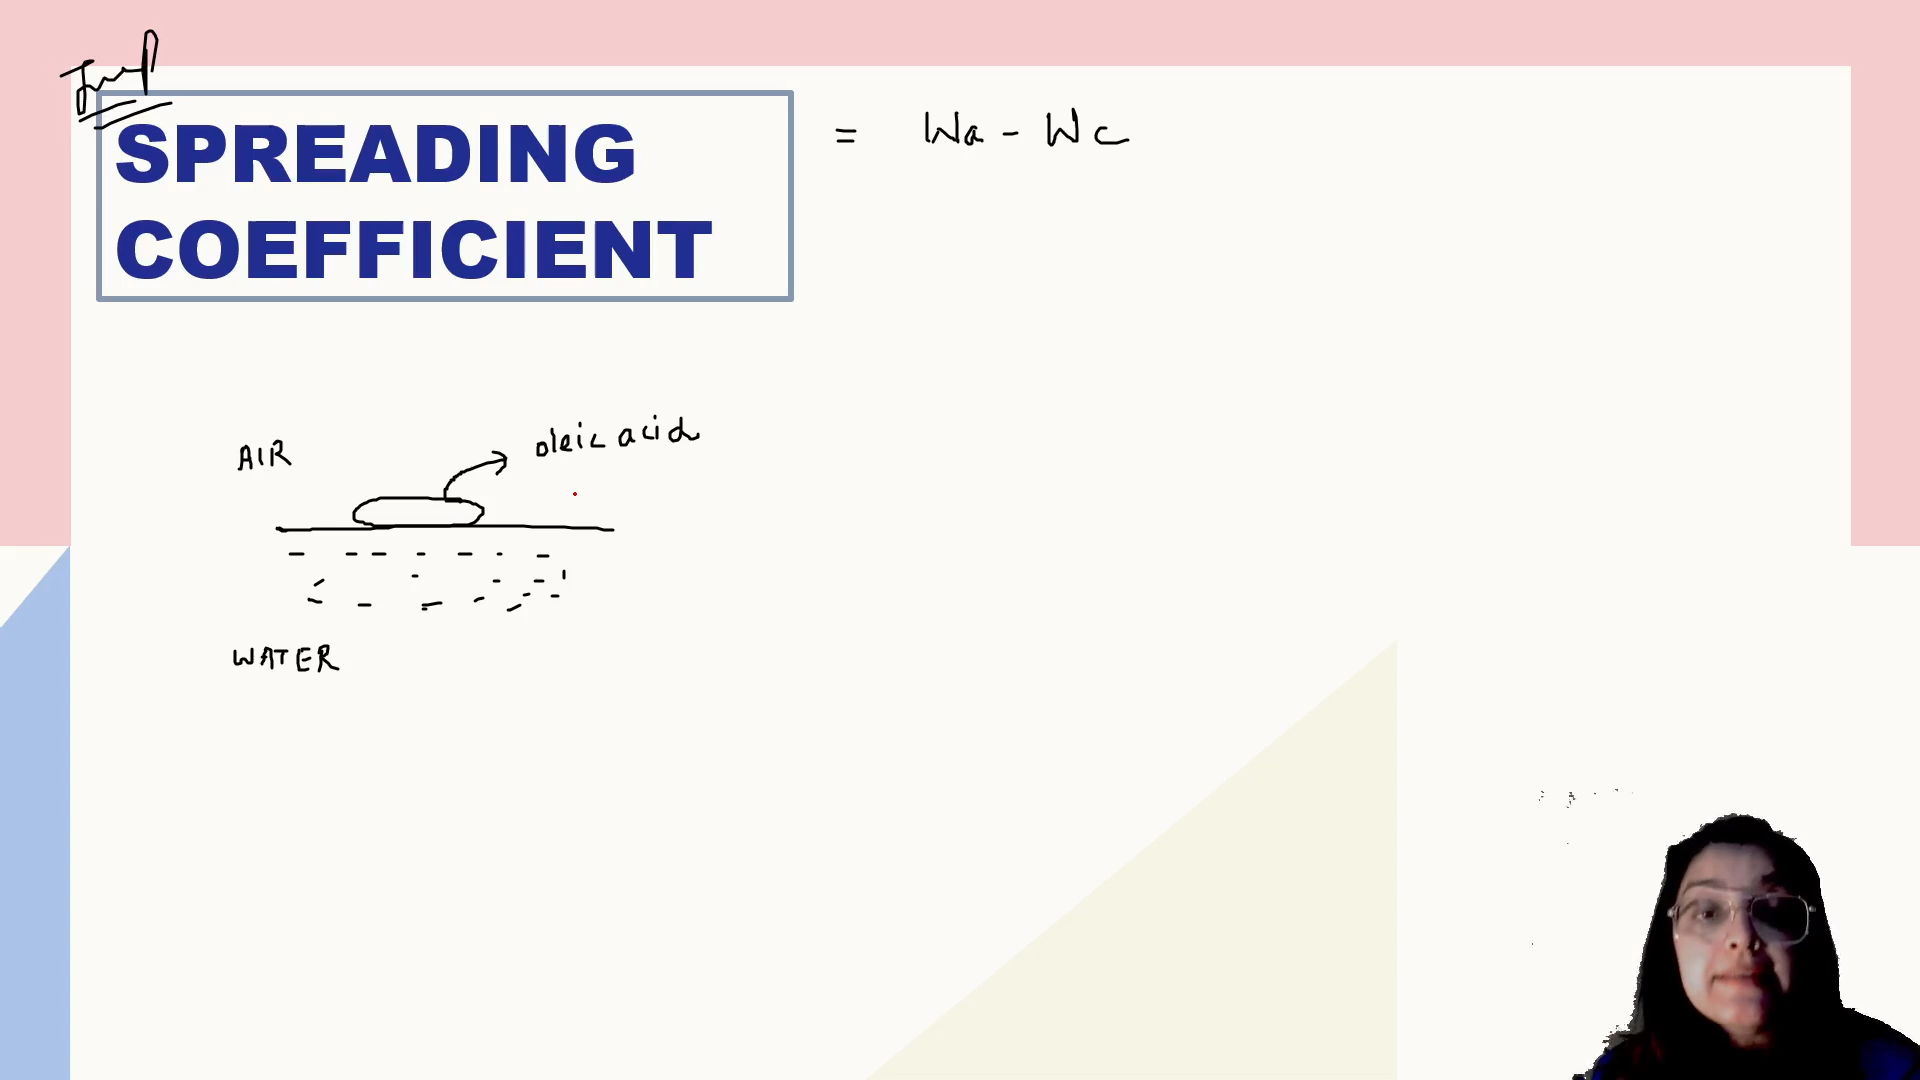 Imp
SPREADING
COEFFICIENT
= Wa - Wc
AIR
oleic acid
WATER